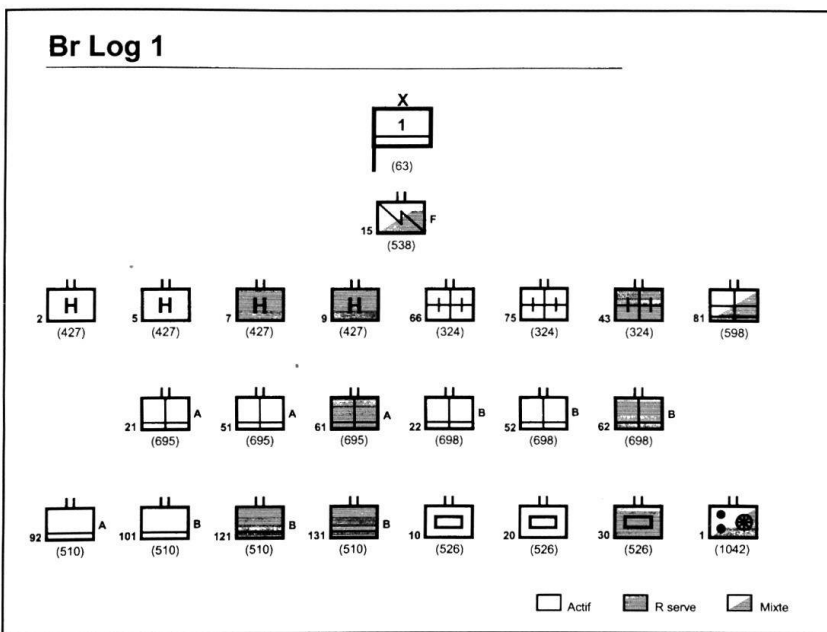 Br Log 1
X
1
(63)
15 F
(538)
2 H 5 H 7 H 9 H 66 75 43 81
(427) (427) (427) (427) (324) (324) (324) (598)
21 A 51 A 61 A 22 B 52 B 62 B
(695) (695) (695) (698) (698) (698)
92 A 101 B 121 B 131 B 10 20 30 1
(510) (510) (510) (510) (526) (526) (526) (1042)
Actif R serve Mixte